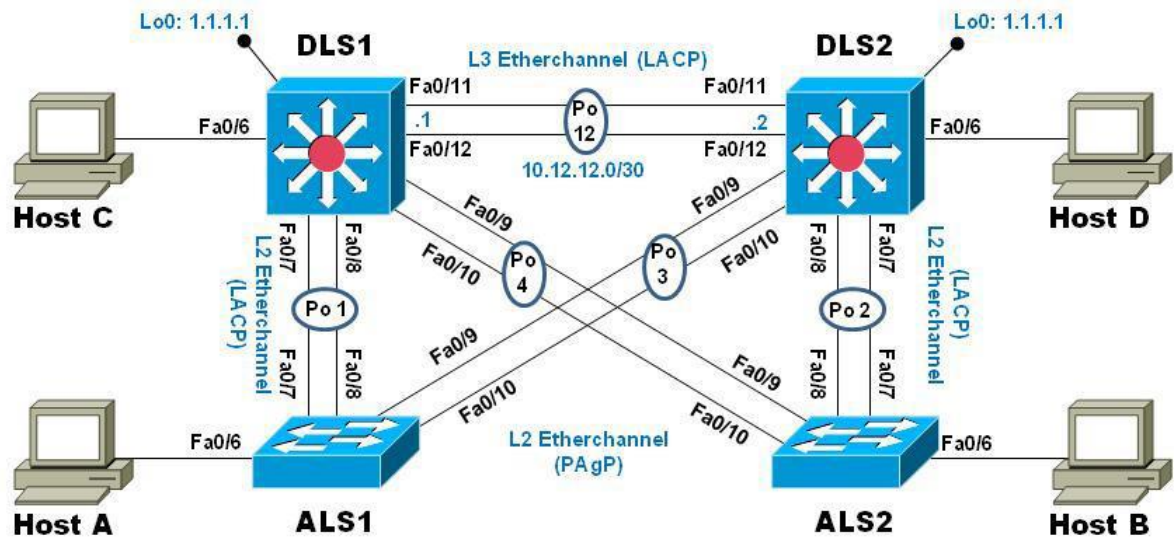 Lo0: 1.1.1.1
Lo0: 1.1.1.1
DLS1
DLS2
L3 Etherchannel (LACP)
Fa0/11
Fa0/11
Fa0/6
.1
Po
12
.2
Fa0/6
Fa0/12
Fa0/12
10.12.12.0/30
Host C
Host D
Fa0/9
Fa0/9
Fa0/7
Fa0/8
Fa0/10
Fa0/10
Fa0/8
Fa0/7
L2 Etherchannel
(LACP)
Po 1
Po
4
Po
3
Po 2
(LACP)
L2 Etherchannel
Fa0/7
Fa0/8
Fa0/9
Fa0/10
Fa0/9
Fa0/10
Fa0/8
Fa0/7
L2 Etherchannel
(PAgP)
Fa0/6
Fa0/6
Host A
ALS1
ALS2
Host B